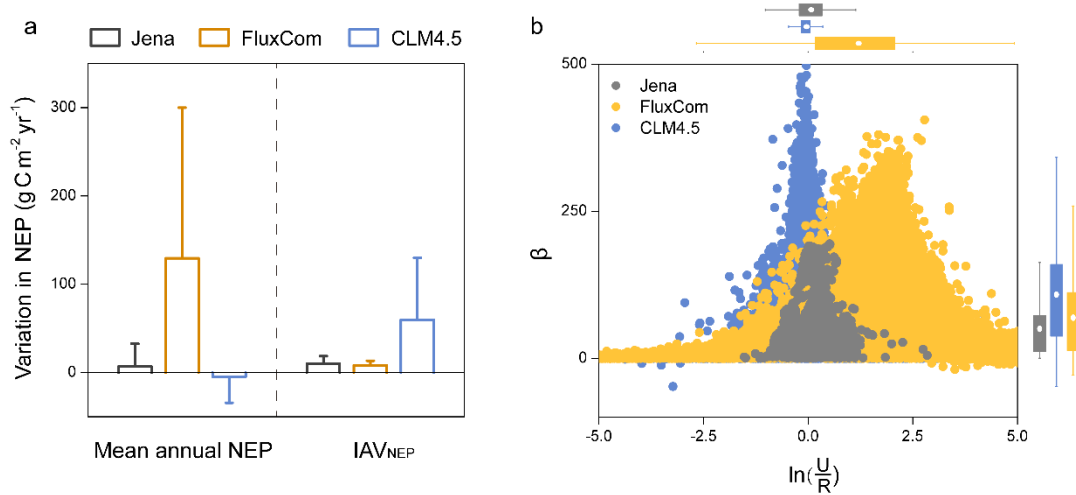 a
Jena FluxCom CLM4.5
Variation in NEP (g C m⁻² yr⁻¹)
300
200
100
0
Mean annual NEP IAV_NEP
b
Jena
FluxCom
CLM4.5
β
500
250
0
-5.0 -2.5 0.0 2.5 5.0
ln(U/R)